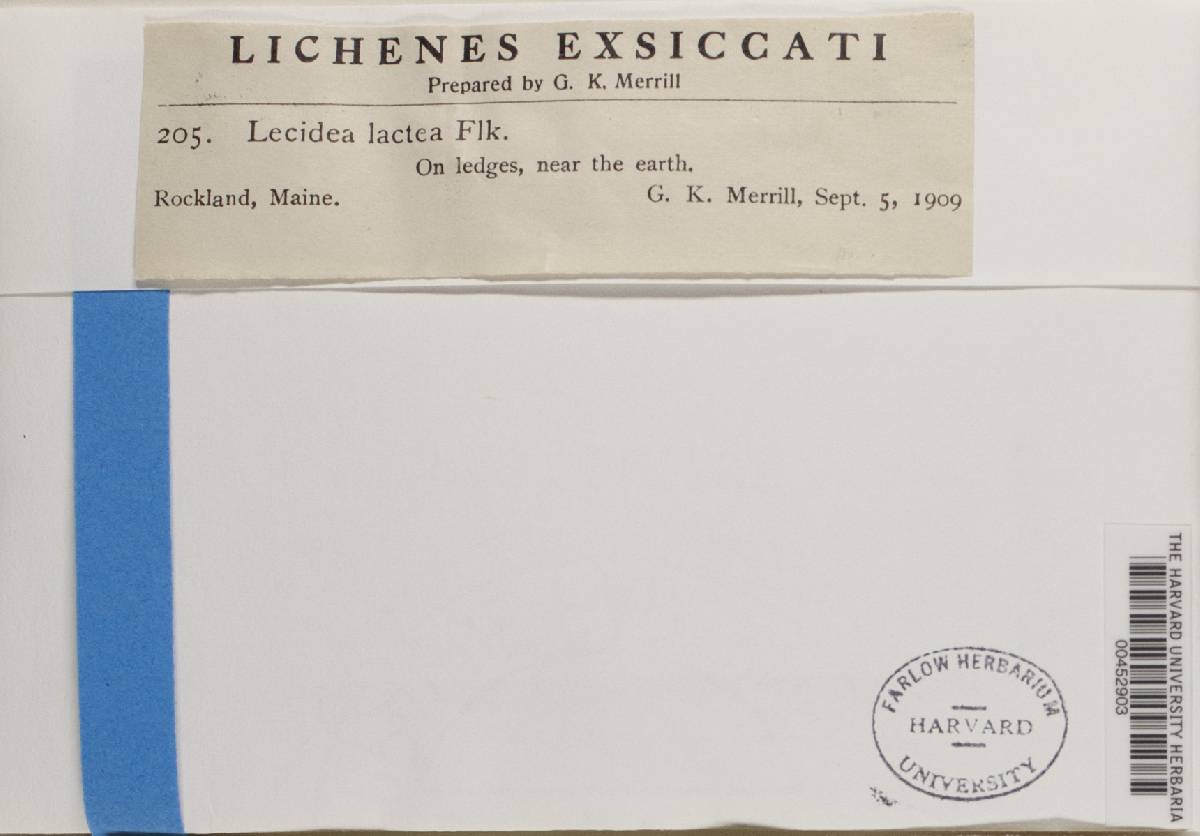 LICHENES EXSICCATI
Prepared by G. K. Merrill
205. Lecidea lactea Flk.
On ledges, near the earth.
Rockland, Maine. G. K. Merrill, Sept. 5, 1909
FARLOW HERBARIUM
HARVARD
UNIVERSITY
THE HARVARD UNIVERSITY HERBARIA
00452903